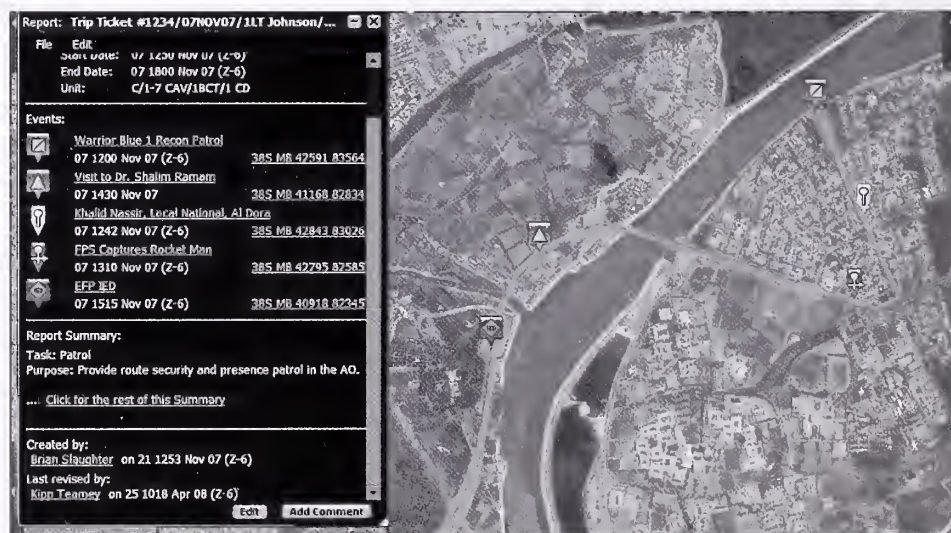 Report: Trip Ticket #1234/07NOV07/1LT Johnson/...
File Edit
Start Date: 07 1250 Nov 07 (Z-6)
End Date: 07 1800 Nov 07 (Z-6)
Unit: C/1-7 CAV/1BCT/1 CD
Events:
Warrior Blue 1 Recon Patrol
07 1200 Nov 07 (Z-6) 38S MB 42591 83564
Visit to Dr. Shalim Ramam
07 1430 Nov 07 38S MB 41168 82834
Khalid Nassir, Local National, Al Dora
07 1242 Nov 07 (Z-6) 38S MB 42843 83026
FPS Captures Rocket Man
07 1310 Nov 07 (Z-6) 38S MB 42795 82585
EFP IED
07 1515 Nov 07 (Z-6) 38S MB 40918 82345
Report Summary:
Task: Patrol
Purpose: Provide route security and presence patrol in the AO.
... Click for the rest of this Summary
Created by:
Brian Slaughter on 21 1253 Nov 07 (Z-6)
Last revised by:
Kipp Teamey on 25 1018 Apr 08 (Z-6)
Edit Add Comment